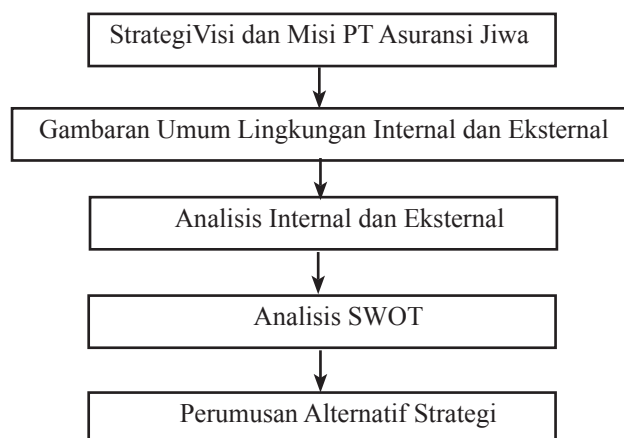 StrategiVisi dan Misi PT Asuransi Jiwa
Gambaran Umum Lingkungan Internal dan Eksternal
Analisis Internal dan Eksternal
Analisis SWOT
Perumusan Alternatif Strategi